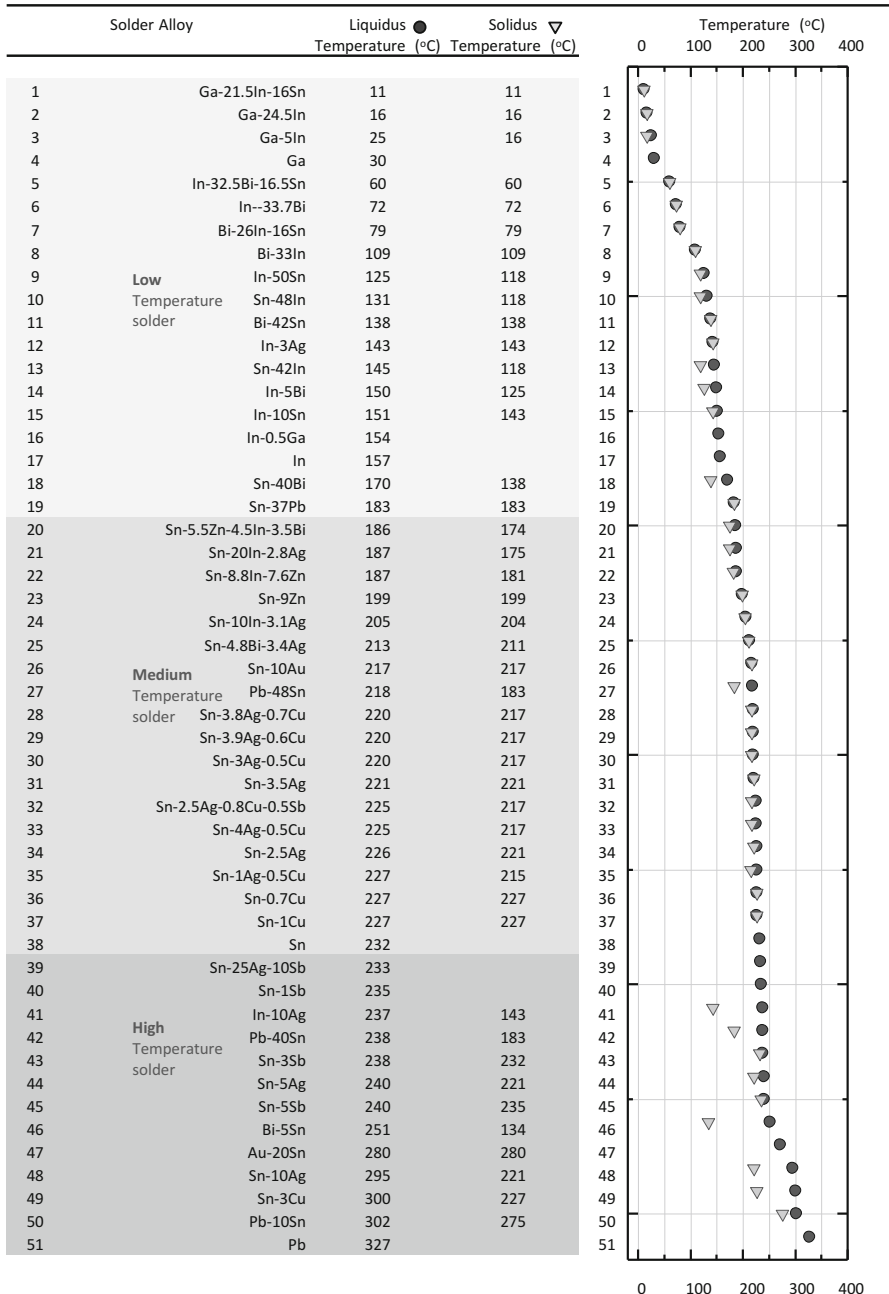 Solder Alloy Liquidus ● Solidus ▽ Temperature (ᵒC)
Temperature (ᵒC) Temperature (ᵒC) 0 100 200 300 400
1 Ga-21.5In-16Sn 11 11 1
2 Ga-24.5In 16 16 2
3 Ga-5In 25 16 3
4 Ga 30 4
5 In-32.5Bi-16.5Sn 60 60 5
6 In--33.7Bi 72 72 6
7 Bi-26In-16Sn 79 79 7
8 Bi-33In 109 109 8
9 Low In-50Sn 125 118 9
10 Temperature Sn-48In 131 118 10
11 solder Bi-42Sn 138 138 11
12 In-3Ag 143 143 12
13 Sn-42In 145 118 13
14 In-5Bi 150 125 14
15 In-10Sn 151 143 15
16 In-0.5Ga 154 16
17 In 157 17
18 Sn-40Bi 170 138 18
19 Sn-37Pb 183 183 19
20 Sn-5.5Zn-4.5In-3.5Bi 186 174 20
21 Sn-20In-2.8Ag 187 175 21
22 Sn-8.8In-7.6Zn 187 181 22
23 Sn-9Zn 199 199 23
24 Sn-10In-3.1Ag 205 204 24
25 Sn-4.8Bi-3.4Ag 213 211 25
26 Medium Sn-10Au 217 217 26
27 Temperature Pb-48Sn 218 183 27
28 solder Sn-3.8Ag-0.7Cu 220 217 28
29 Sn-3.9Ag-0.6Cu 220 217 29
30 Sn-3Ag-0.5Cu 220 217 30
31 Sn-3.5Ag 221 221 31
32 Sn-2.5Ag-0.8Cu-0.5Sb 225 217 32
33 Sn-4Ag-0.5Cu 225 217 33
34 Sn-2.5Ag 226 221 34
35 Sn-1Ag-0.5Cu 227 215 35
36 Sn-0.7Cu 227 227 36
37 Sn-1Cu 227 227 37
38 Sn 232 38
39 Sn-25Ag-10Sb 233 39
40 Sn-1Sb 235 40
41 In-10Ag 237 143 41
42 High Pb-40Sn 238 183 42
43 Temperature Sn-3Sb 238 232 43
44 solder Sn-5Ag 240 221 44
45 Sn-5Sb 240 235 45
46 Bi-5Sn 251 134 46
47 Au-20Sn 280 280 47
48 Sn-10Ag 295 221 48
49 Sn-3Cu 300 227 49
50 Pb-10Sn 302 275 50
51 Pb 327 51
0 100 200 300 400